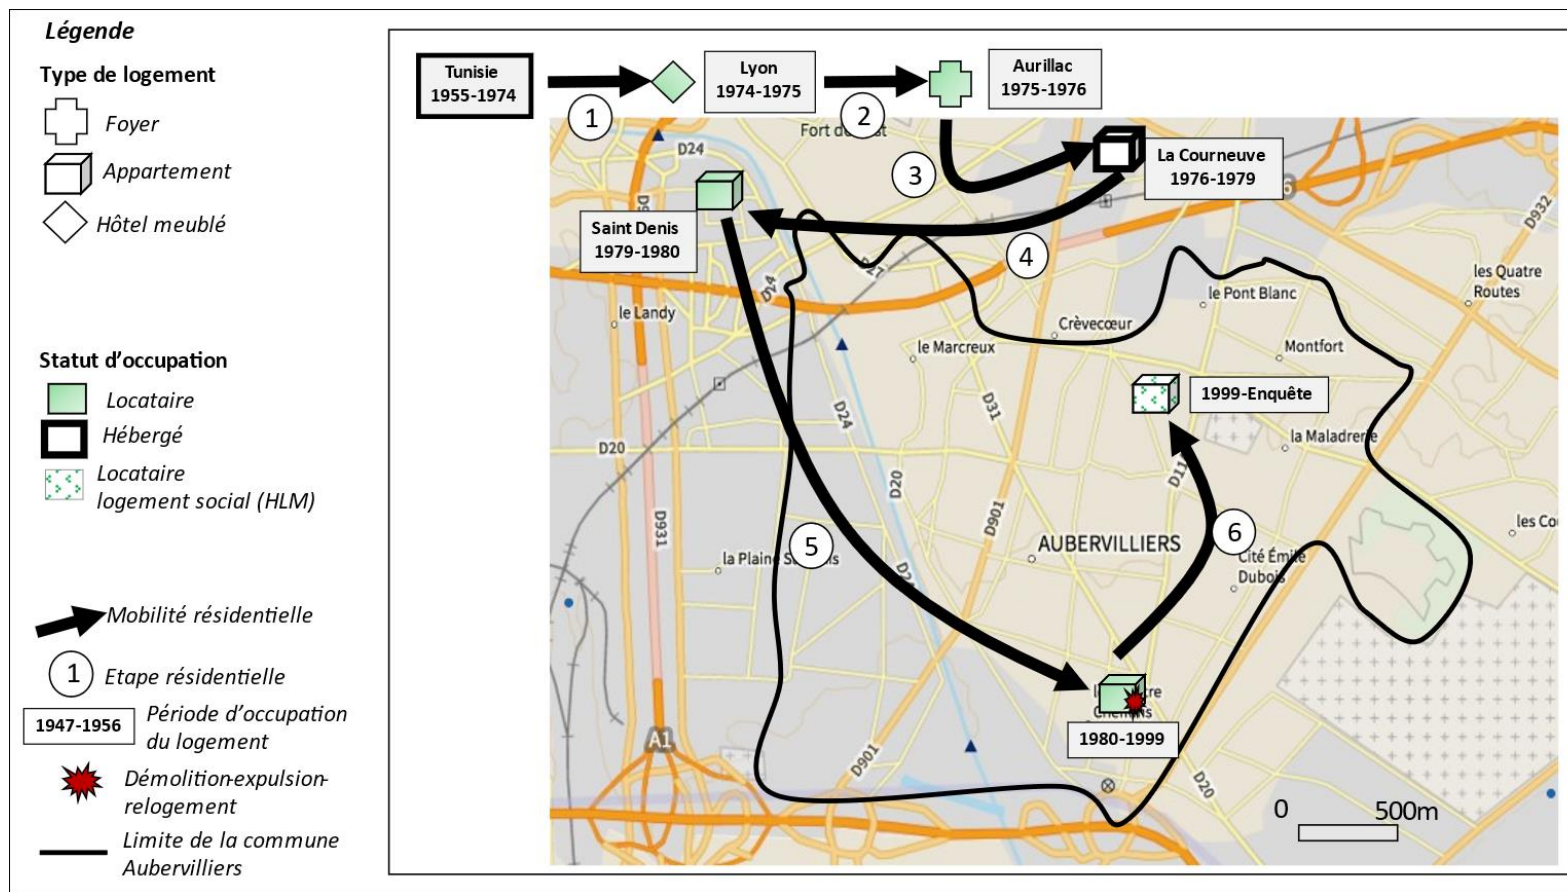 Légende
Type de logement
Foyer
Appartement
Hôtel meublé
Statut d'occupation
Locataire
Hébergé
Locataire
logement social (HLM)
Mobilité résidentielle
1
Etape résidentielle
1947-1956
Période d'occupation
du logement
Démolition-expulsion-
relogement
Limite de la commune
Aubervilliers
Tunisie
1955-1974
1
Lyon
1974-1975
2
Aurillac
1975-1976
Fort
D24
3
La Courneuve
1976-1979
Saint Denis
1979-1980
4
D932
D24
les Quatre
Routes
le Pont Blanc
le Landy
Crèvecœur
le Marcreux
Montfort
D24
D31
1999-Enquête
la Maladrerie
D20
D11
D20
D931
D901
5
6
la Plaine
AUBERVILLIERS
Cité Émile
Dubois
les
1980-1999
A1
D901
D20
0
500m